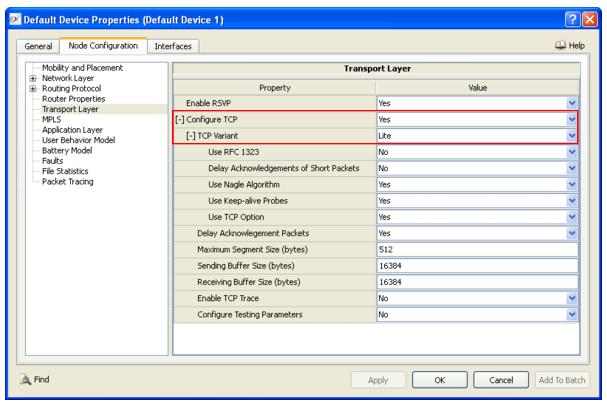 Default Device Properties (Default Device 1)
General Node Configuration Interfaces Help
Mobility and Placement
Network Layer
Routing Protocol
Router Properties
Transport Layer
MPLS
Application Layer
User Behavior Model
Battery Model
Faults
File Statistics
Packet Tracing
Transport Layer
Property Value
Enable RSVP Yes
[-] Configure TCP Yes
[-] TCP Variant Lite
Use RFC 1323 No
Delay Acknowledgements of Short Packets No
Use Nagle Algorithm Yes
Use Keep-alive Probes Yes
Use TCP Option Yes
Delay Acknowlegement Packets Yes
Maximum Segment Size (bytes) 512
Sending Buffer Size (bytes) 16384
Receiving Buffer Size (bytes) 16384
Enable TCP Trace No
Configure Testing Parameters No
Find Apply OK Cancel Add To Batch